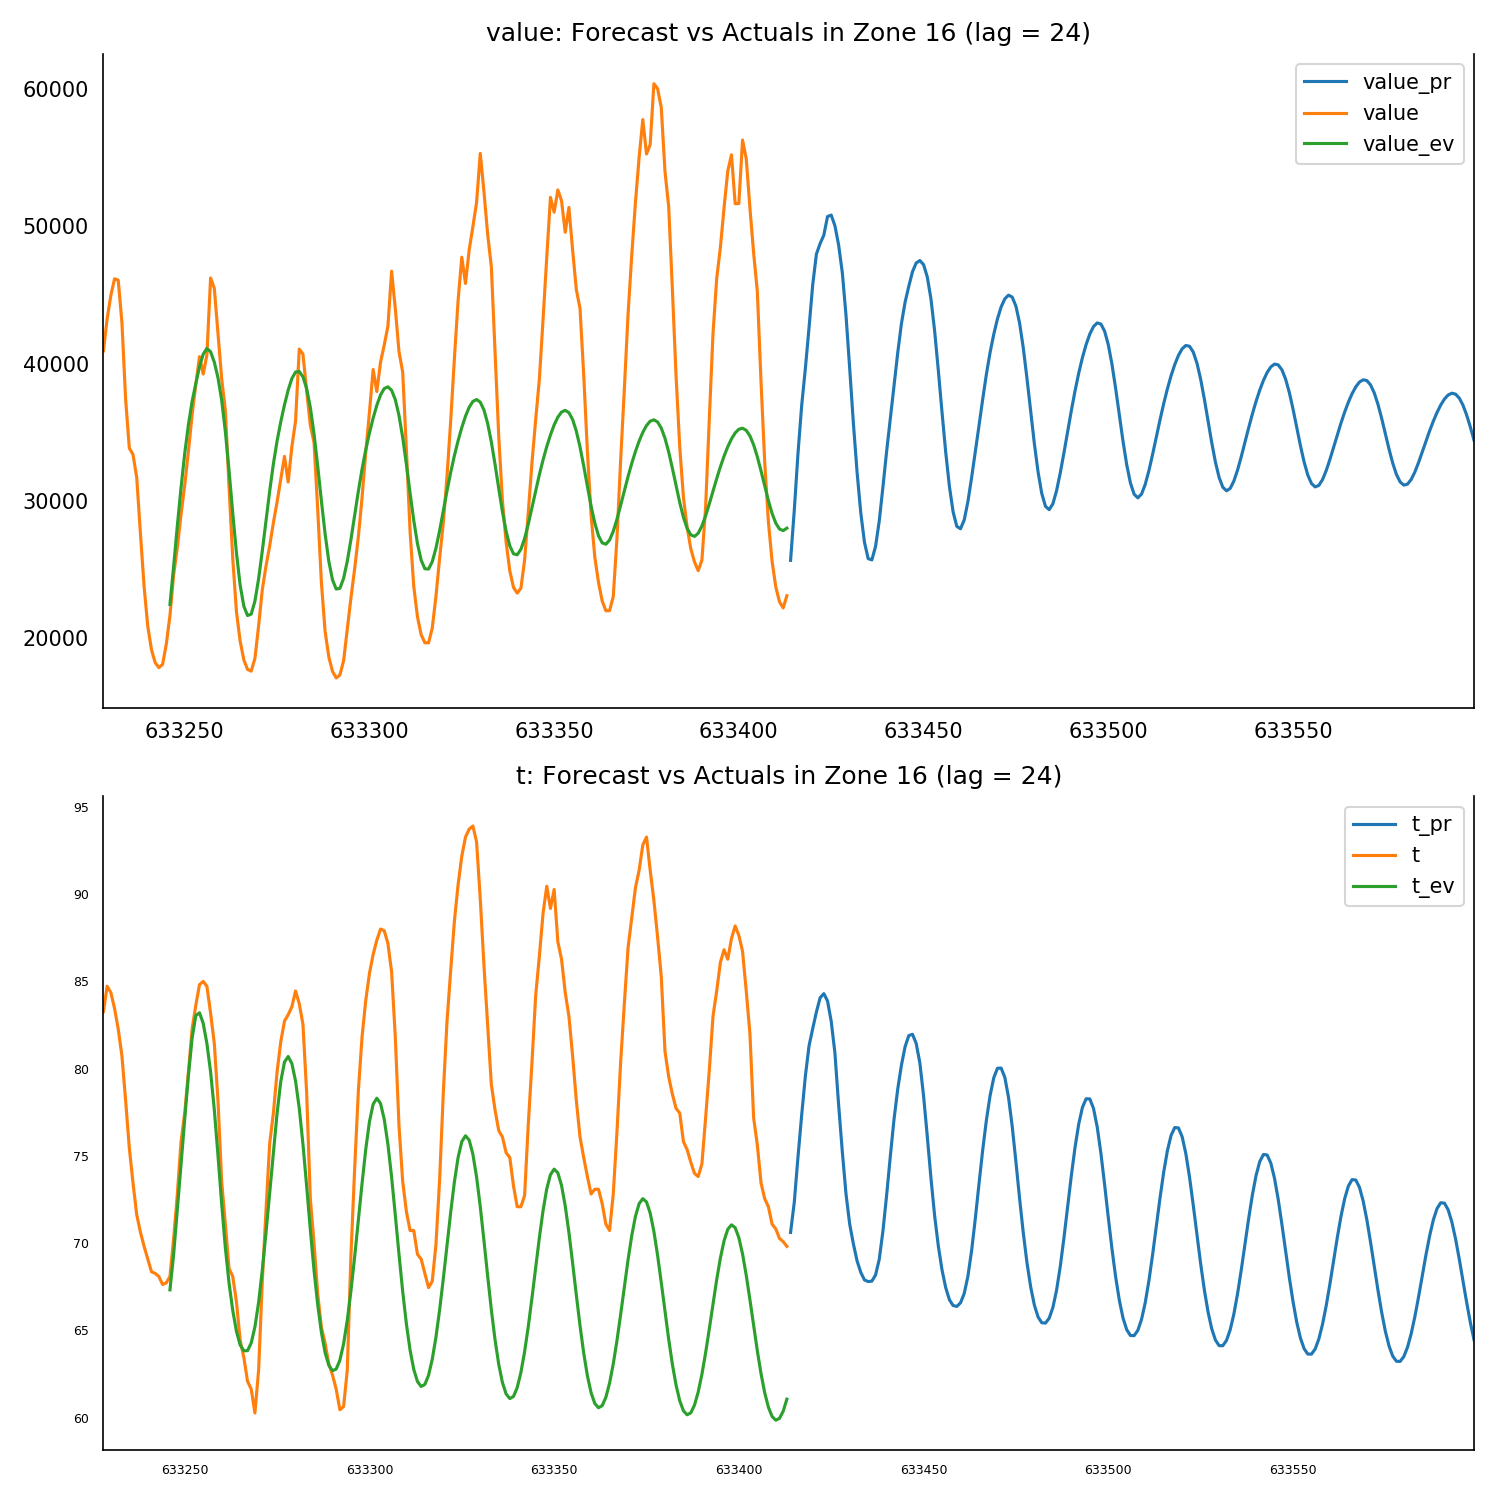 value: Forecast vs Actuals in Zone 16 (lag = 24)
60000
50000
40000
30000
20000
value_pr
value
value_ev
633250 633300 633350 633400 633450 633500 633550
t: Forecast vs Actuals in Zone 16 (lag = 24)
95
90
85
80
75
70
65
60
t_pr
t
t_ev
633250 633300 633350 633400 633450 633500 633550